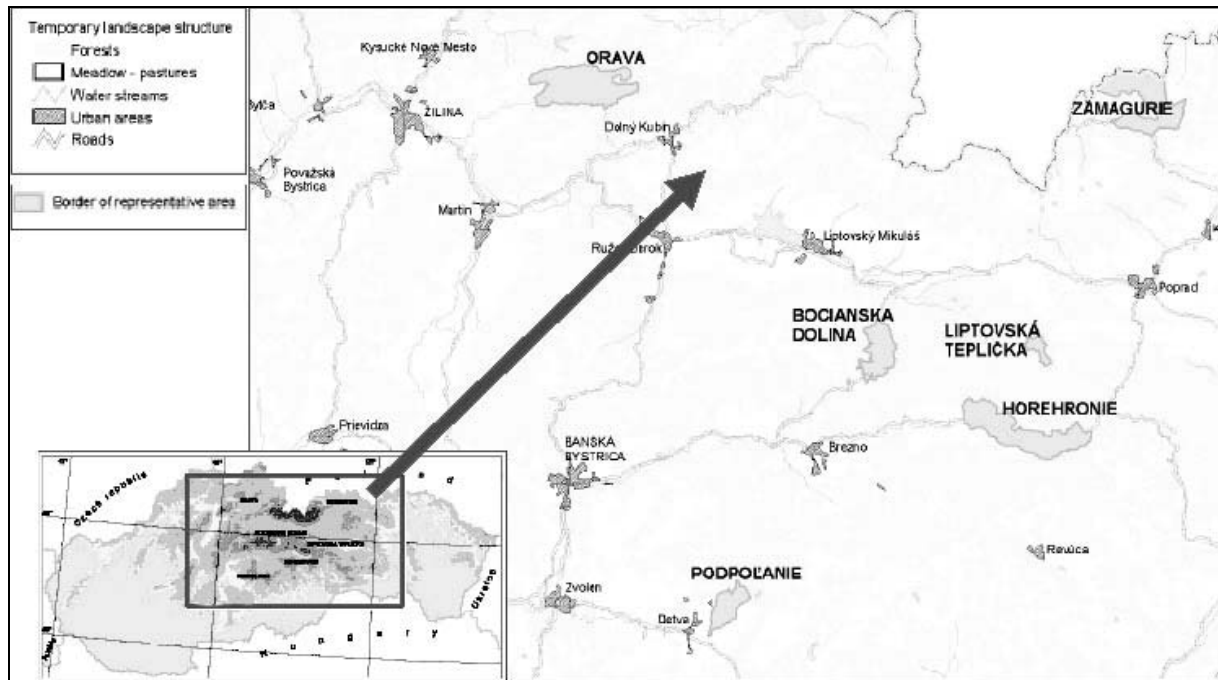 Temporary landscape structure
Forests
Meadow - pastures
Water streams
Urban areas
Roads
Border of representative area
Kysucké Nové Mesto
ORAVA
ZAMAGURIE
ŽILINA
Dolný Kubín
Považská
Bystrica
Martin
Liptovský Mikuláš
Poprad
BOCIANSKA
DOLINA
LIPTOVSKÁ
TEPLIČKA
HOREHRONIE
Prievidza
BANSKA
BYSTRICA
Brezno
Revúca
PODPOĽANIE
Zvolen
Detva
Czech republic
Ukraine
Hungary